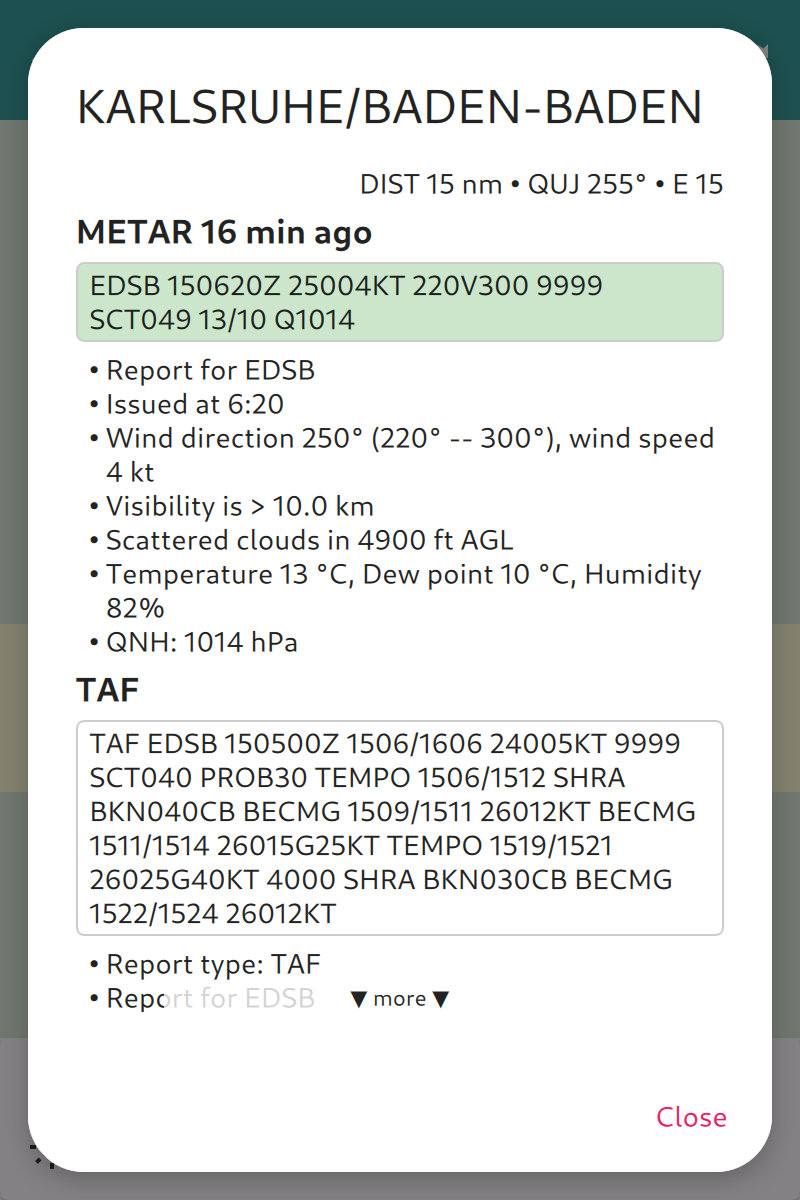 KARLSRUHE/BADEN-BADEN
DIST 15 nm • QUJ 255° • E 15
METAR 16 min ago
EDSB 150620Z 25004KT 220V300 9999
SCT049 13/10 Q1014
• Report for EDSB
• Issued at 6:20
• Wind direction 250° (220° -- 300°), wind speed
4 kt
• Visibility is > 10.0 km
• Scattered clouds in 4900 ft AGL
• Temperature 13 °C, Dew point 10 °C, Humidity
82%
• QNH: 1014 hPa
TAF
TAF EDSB 150500Z 1506/1606 24005KT 9999
SCT040 PROB30 TEMPO 1506/1512 SHRA
BKN040CB BECMG 1509/1511 26012KT BECMG
1511/1514 26015G25KT TEMPO 1519/1521
26025G40KT 4000 SHRA BKN030CB BECMG
1522/1524 26012KT
• Report type: TAF
• Report for EDSB ▼ more ▼
Close